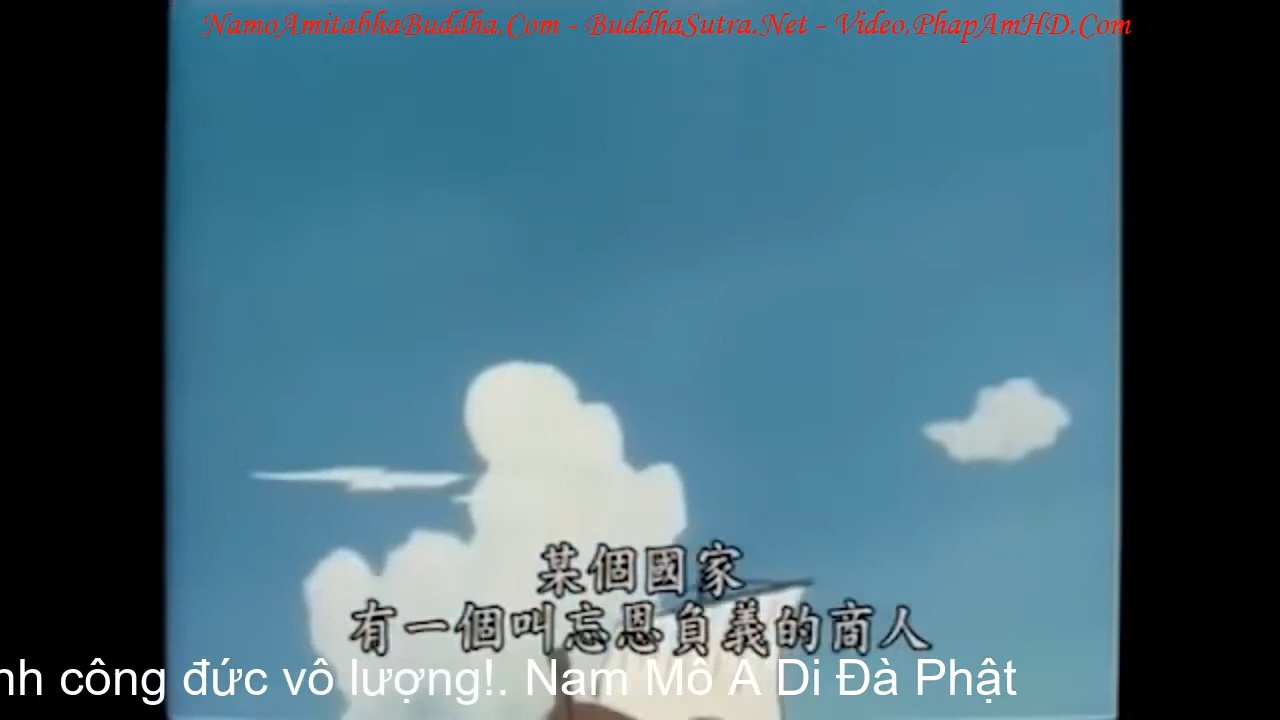 NamoAmitabhaBuddha.Com - BuddhaSutra.Net - Video.PhapAmHD.Com
某個國家
有一個叫忘恩負義的商人
nh công đức vô lượng!. Nam Mô A Di Đà Phật